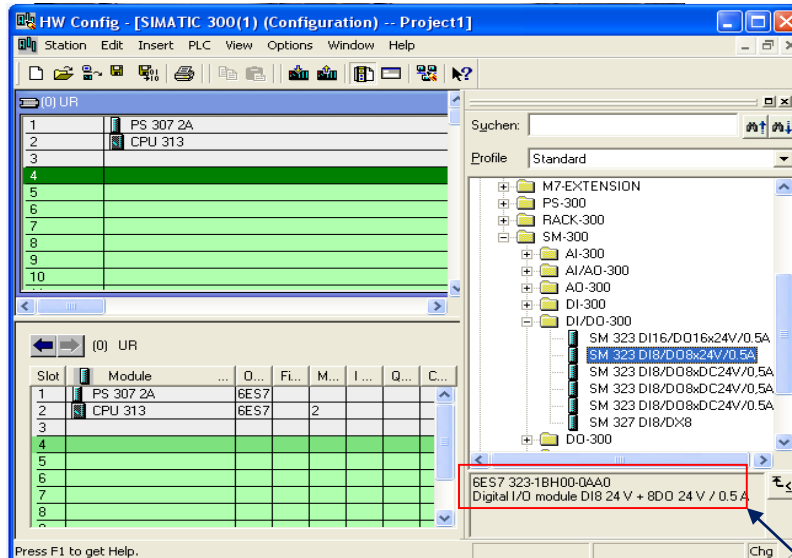 HW Config - [SIMATIC 300(1) (Configuration) -- Project1]
Station Edit Insert PLC View Options Window Help
(0) UR
1 PS 307 2A
2 CPU 313
3
4
5
6
7
8
9
10
Suchen:
Profile Standard
M7-EXTENSION
PS-300
RACK-300
SM-300
AI-300
AI/AO-300
AO-300
DI-300
DI/DO-300
SM 323 DI16/DO16x24V/0.5A
SM 323 DI8/DO8x24V/0.5A
SM 323 DI8/DO8xDC24V/0,5A
SM 323 DI8/DO8xDC24V/0,5A
SM 323 DI8/DO8xDC24V/0,5A
SM 327 DI8/DX8
DO-300
(0) UR
Slot Module ... O... Fi... M... I ... Q... C...
1 PS 307 2A 6ES7
2 CPU 313 6ES7 2
3
4
5
6
7
8
6ES7 323-1BH00-0AA0
Digital I/O module DI8 24 V + 8DO 24 V / 0.5 A
Press F1 to get Help.
Chg